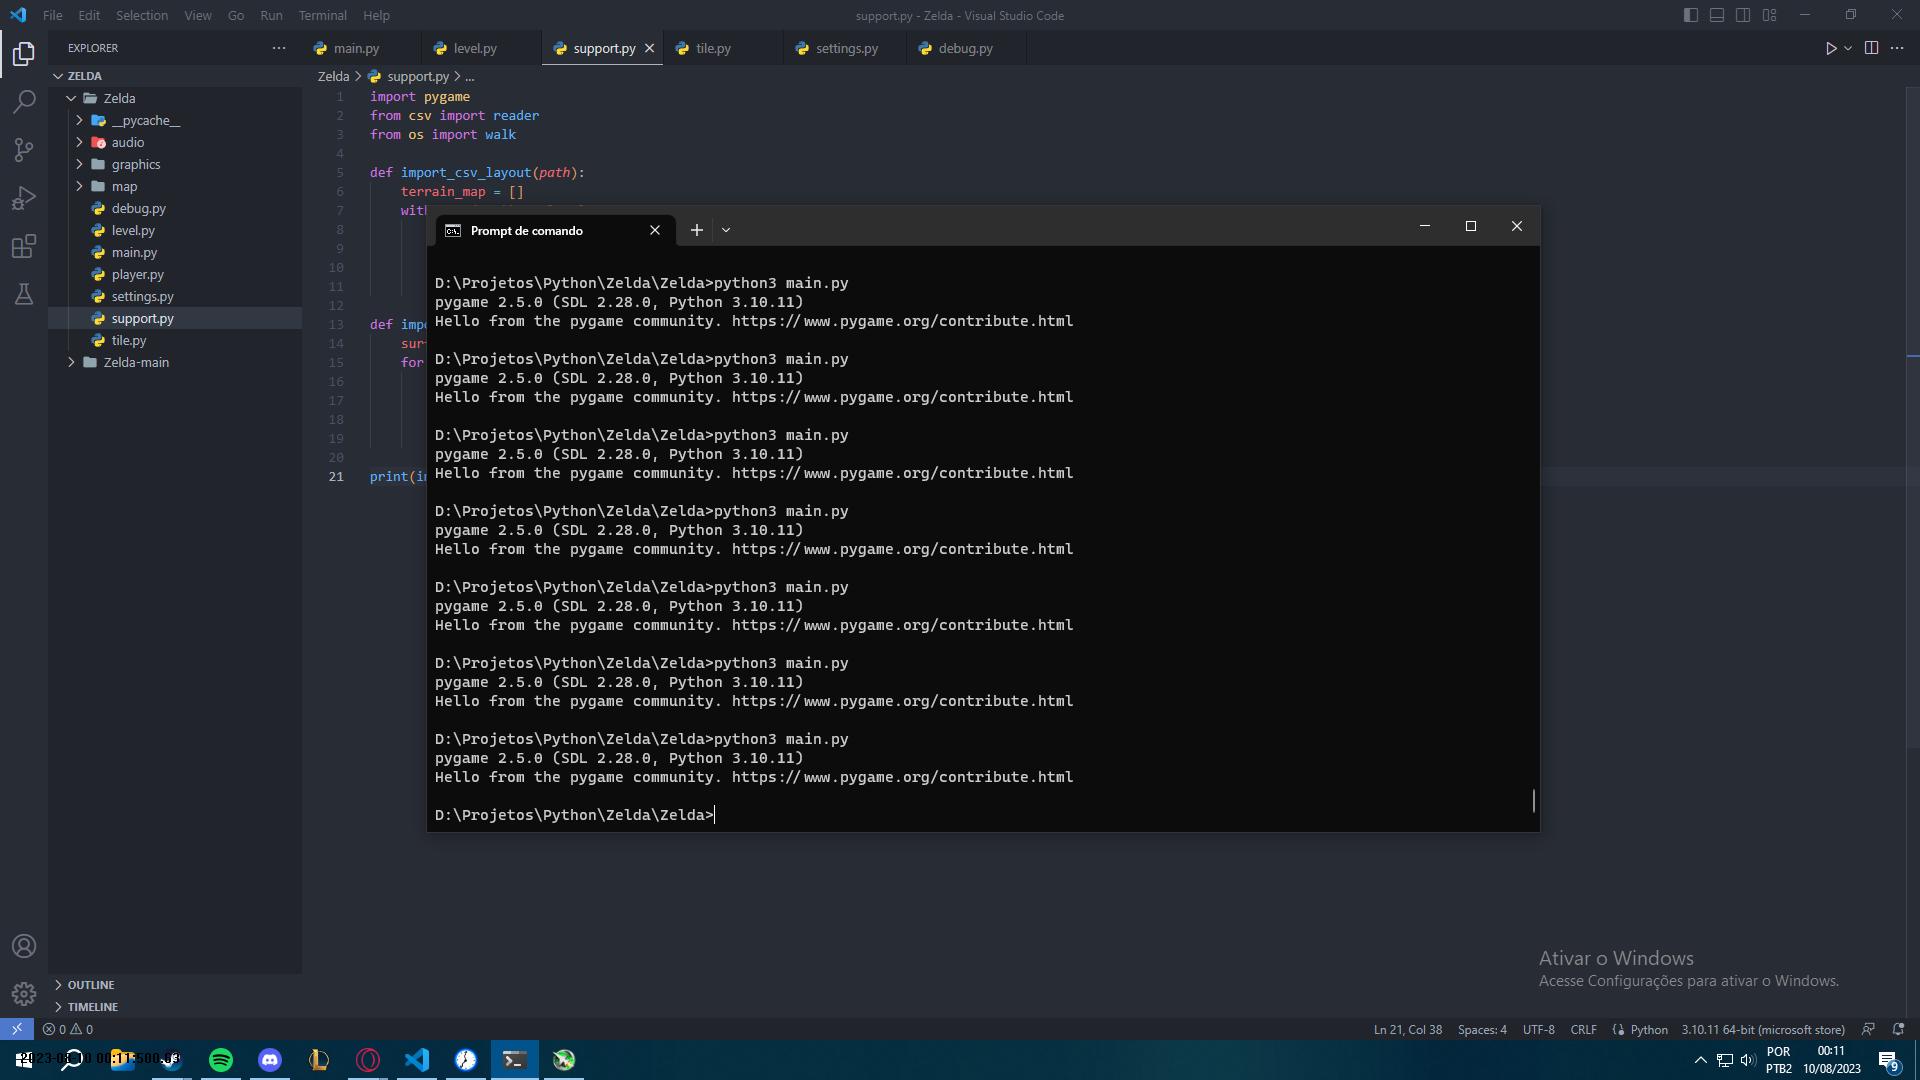 File Edit Selection View Go Run Terminal Help
support.py - Zelda - Visual Studio Code
EXPLORER
main.py
level.py
support.py
tile.py
settings.py
debug.py
ZELDA
Zelda
__pycache__
audio
graphics
map
debug.py
level.py
main.py
player.py
settings.py
support.py
tile.py
Zelda-main
OUTLINE
TIMELINE
Zelda > support.py > ...
1 import pygame
2 from csv import reader
3 from os import walk
4
5 def import_csv_layout(path):
6 terrain_map = []
7 with
8
9
10
11
12
13 def impo
14 sur
15 for
16
17
18
19
20
21 print(i
Prompt de comando
D:\Projetos\Python\Zelda\Zelda>python3 main.py
pygame 2.5.0 (SDL 2.28.0, Python 3.10.11)
Hello from the pygame community. https://www.pygame.org/contribute.html
D:\Projetos\Python\Zelda\Zelda>python3 main.py
pygame 2.5.0 (SDL 2.28.0, Python 3.10.11)
Hello from the pygame community. https://www.pygame.org/contribute.html
D:\Projetos\Python\Zelda\Zelda>python3 main.py
pygame 2.5.0 (SDL 2.28.0, Python 3.10.11)
Hello from the pygame community. https://www.pygame.org/contribute.html
D:\Projetos\Python\Zelda\Zelda>python3 main.py
pygame 2.5.0 (SDL 2.28.0, Python 3.10.11)
Hello from the pygame community. https://www.pygame.org/contribute.html
D:\Projetos\Python\Zelda\Zelda>python3 main.py
pygame 2.5.0 (SDL 2.28.0, Python 3.10.11)
Hello from the pygame community. https://www.pygame.org/contribute.html
D:\Projetos\Python\Zelda\Zelda>python3 main.py
pygame 2.5.0 (SDL 2.28.0, Python 3.10.11)
Hello from the pygame community. https://www.pygame.org/contribute.html
D:\Projetos\Python\Zelda\Zelda>python3 main.py
pygame 2.5.0 (SDL 2.28.0, Python 3.10.11)
Hello from the pygame community. https://www.pygame.org/contribute.html
D:\Projetos\Python\Zelda\Zelda>
Ativar o Windows
Acesse Configurações para ativar o Windows.
0 0
Ln 21, Col 38 Spaces: 4 UTF-8 CRLF Python 3.10.11 64-bit (microsoft store)
POR
PTB2
00:11
10/08/2023
9